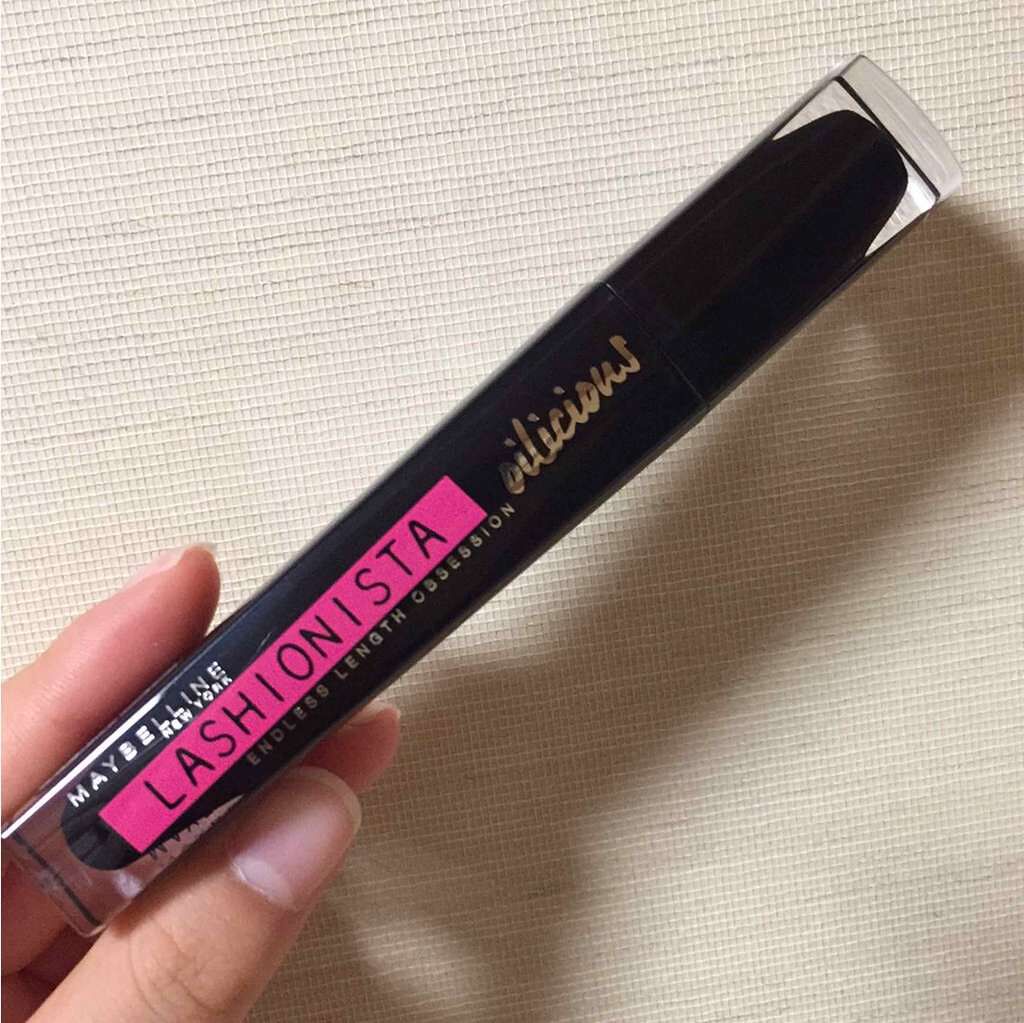 MAYBELLINE
NEW YORK
LASHIONISTA
ENDLESS LENGTH OBSESSION
oilicious